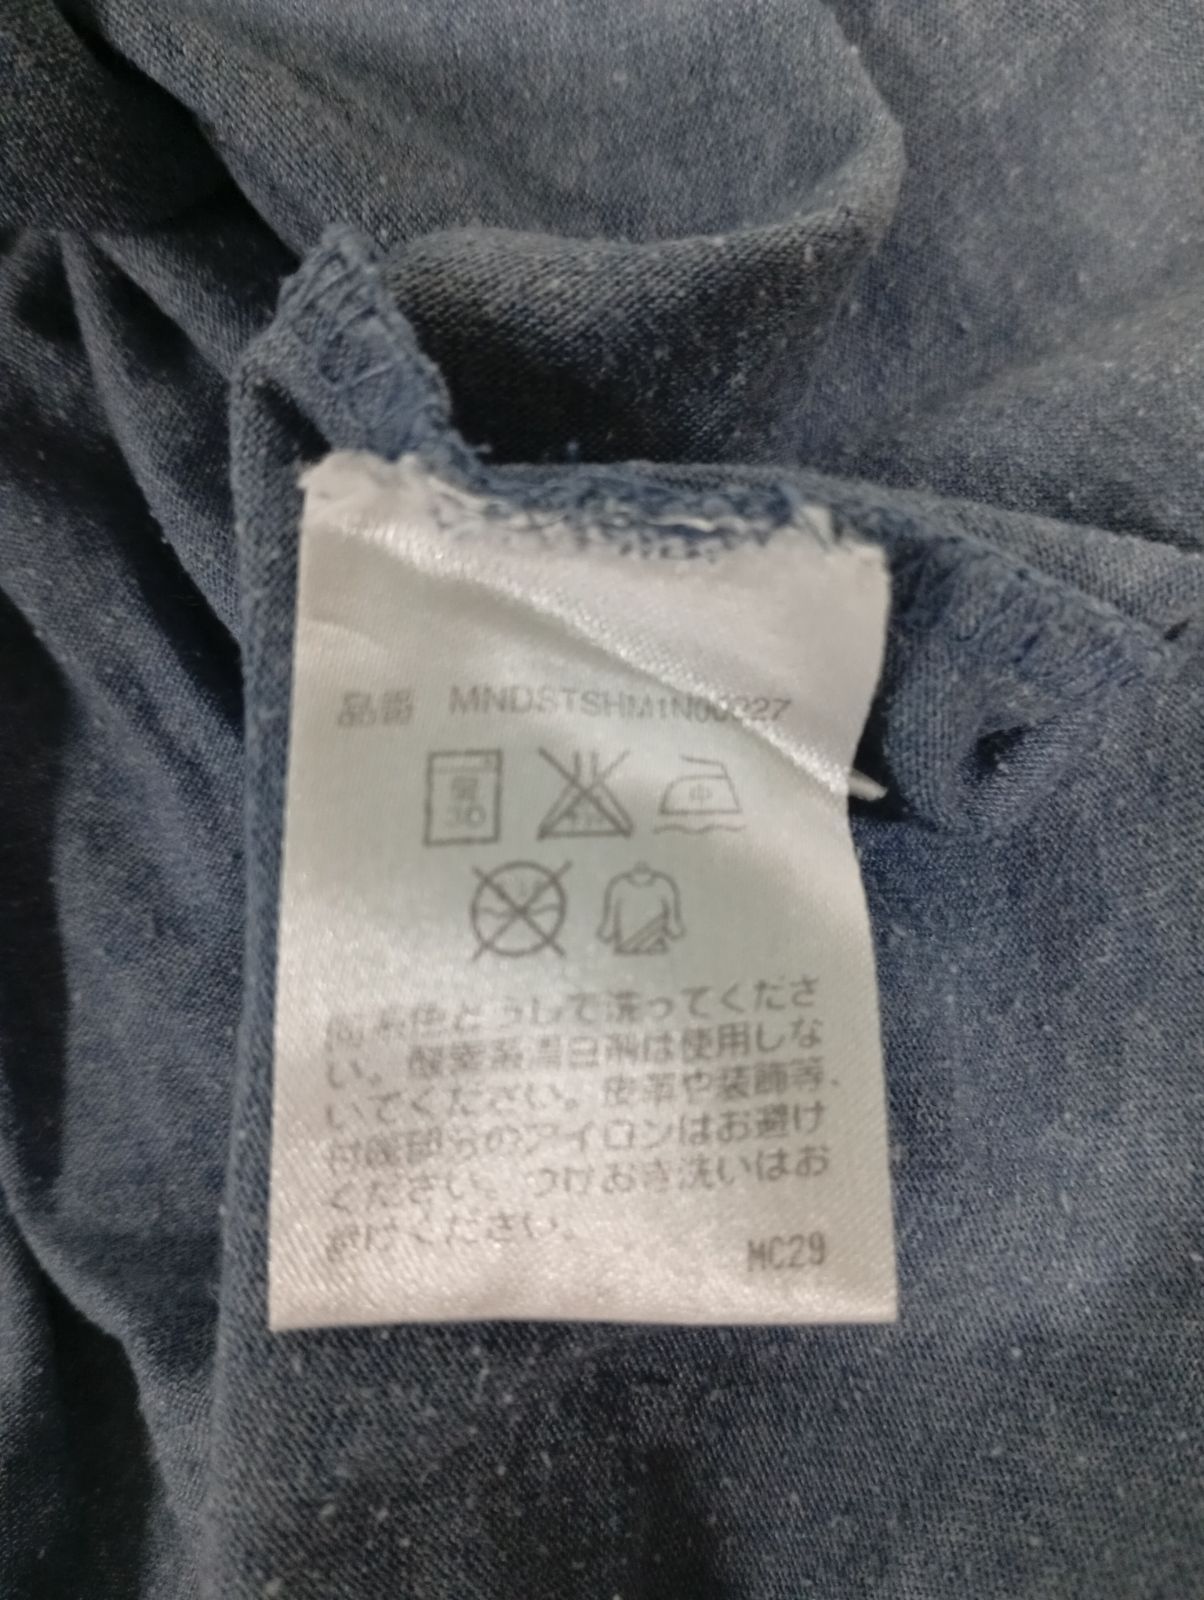 品番 MNDSTSHM1N00227
弱
30
中
同系色どうしで洗ってくださ
い。酸素系漂白剤は使用しな
いでください。皮革や装飾等、
付属部らのアイロンはお避け
ください。つけおき洗いはお
避けください。
MC29